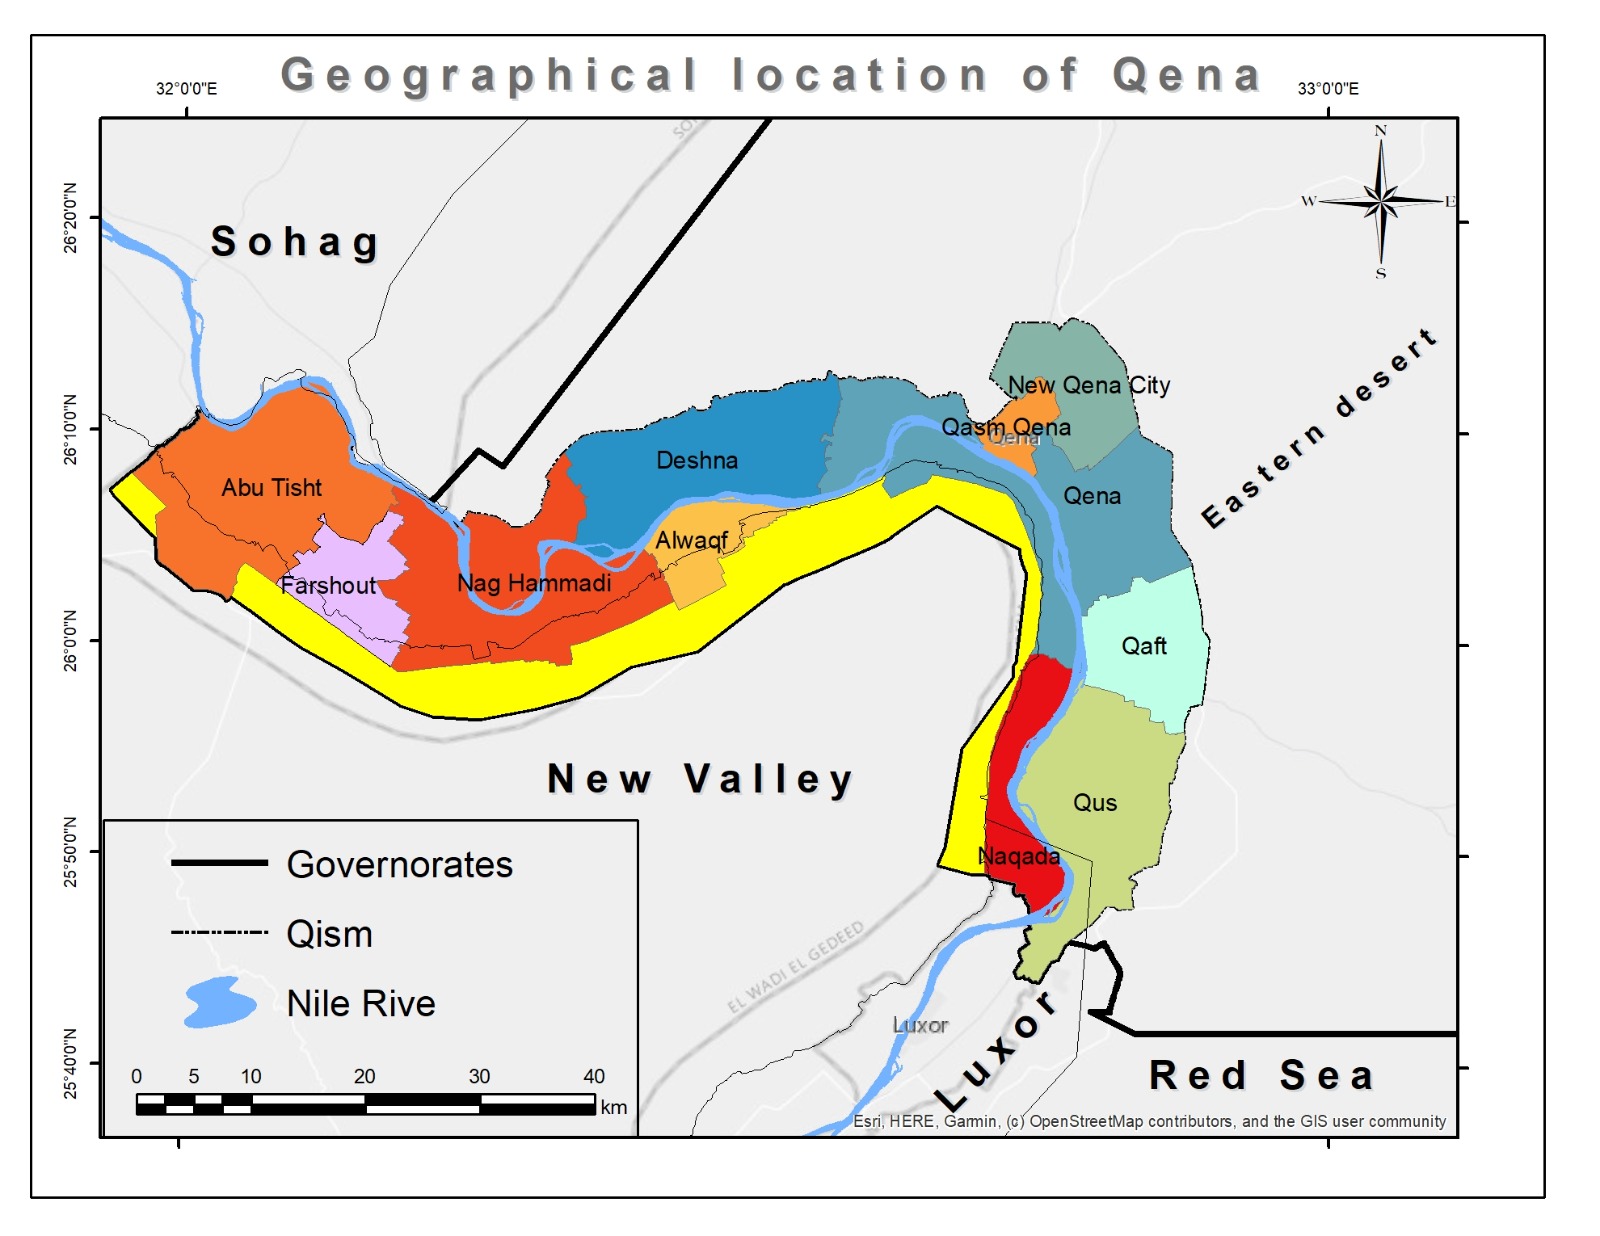 Geographical location of Qena
32°0'0"E
33°0'0"E
26°20'0"N
26°10'0"N
26°0'0"N
25°50'0"N
25°40'0"N
N
W
E
S
Sohag
New Qena City
Qasm Qena
Qena
Deshna
Abu Tisht
Qena
Eastern desert
Alwaqf
Farshout
Nag Hammadi
Qaft
New Valley
Qus
Naqada
EL WADI EL GEDEED
Luxor
Luxor
Red Sea
Governorates
Qism
Nile Rive
0 5 10 20 30 40
km
Esri, HERE, Garmin, (c) OpenStreetMap contributors, and the GIS user community